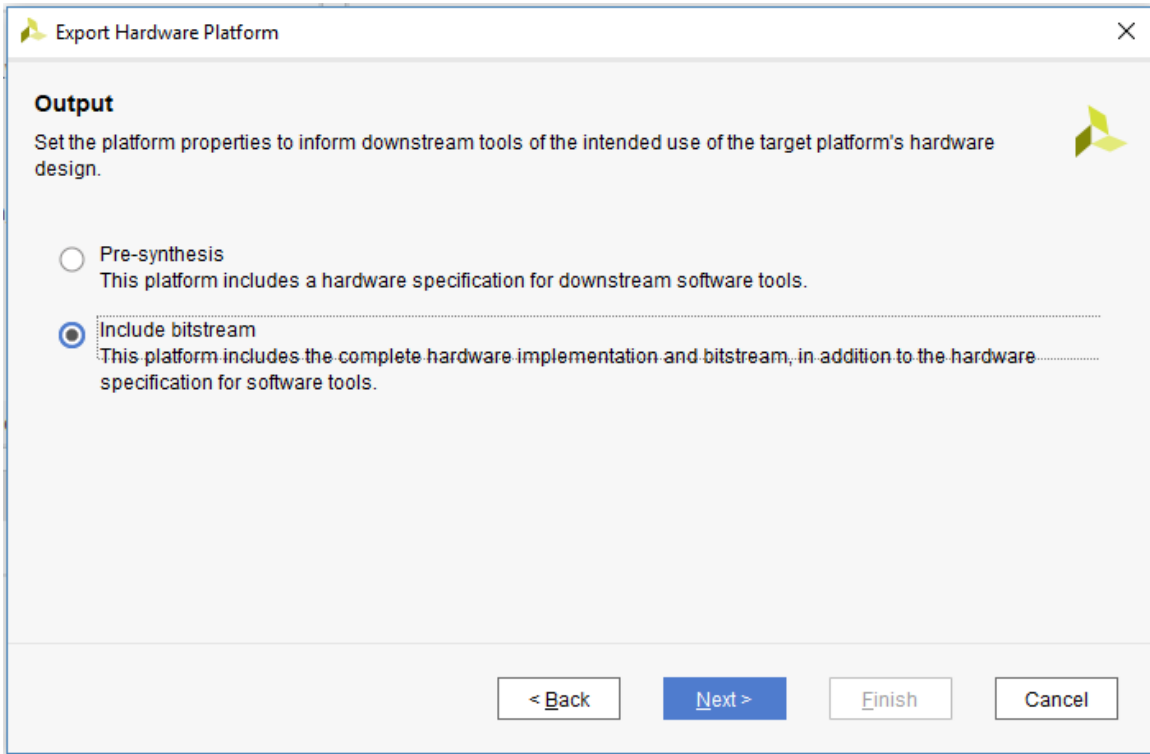 Export Hardware Platform
Output
Set the platform properties to inform downstream tools of the intended use of the target platform's hardware
design.
Pre-synthesis
This platform includes a hardware specification for downstream software tools.
Include bitstream
This platform includes the complete hardware implementation and bitstream, in addition to the hardware
specification for software tools.
< Back Next > Finish Cancel